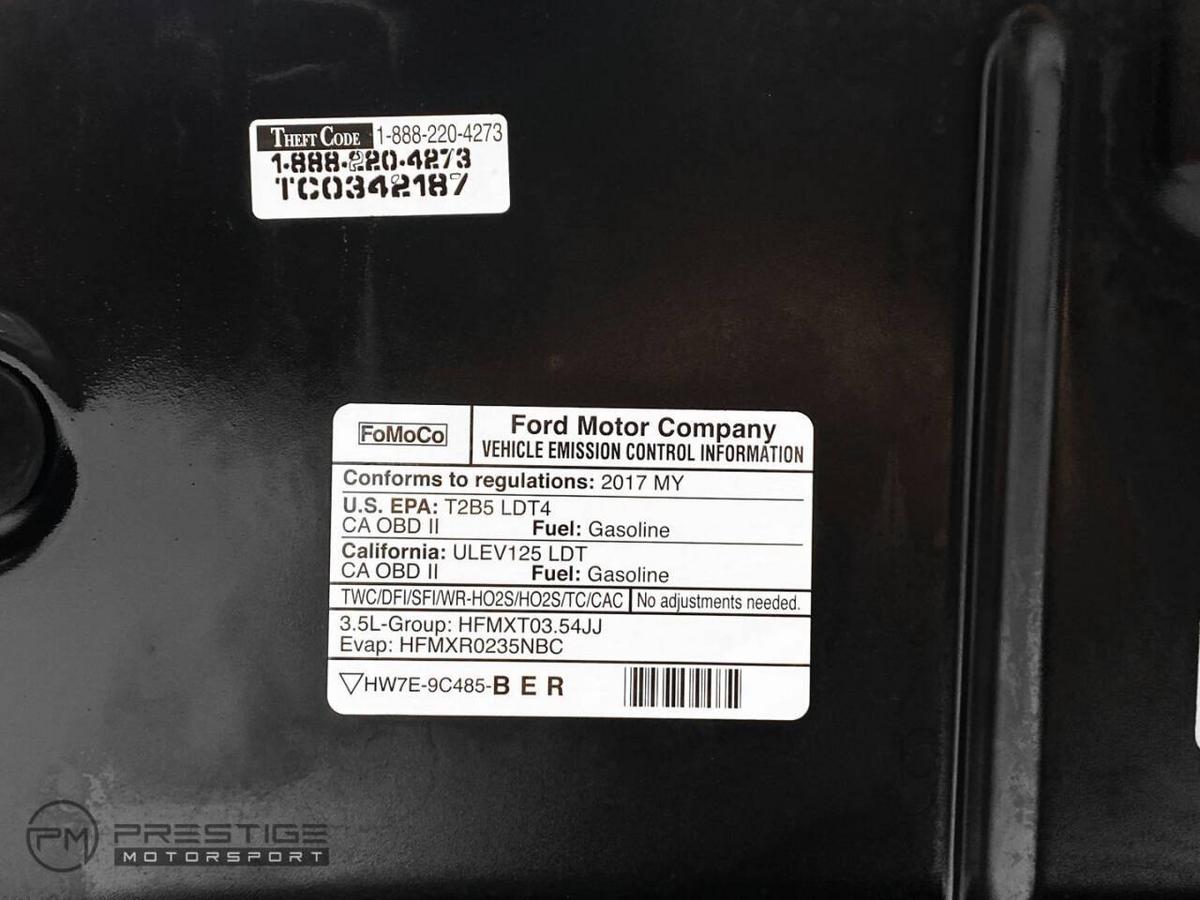 THEFT CODE 1-888-220-4273
1-888-220-4273
TC0342187
FoMoCo
Ford Motor Company
VEHICLE EMISSION CONTROL INFORMATION
Conforms to regulations: 2017 MY
U.S. EPA: T2B5 LDT4
CA OBD II Fuel: Gasoline
California: ULEV125 LDT
CA OBD II Fuel: Gasoline
TWC/DFI/SFI/WR-HO2S/HO2S/TC/CAC No adjustments needed.
3.5L-Group: HFMXT03.54JJ
Evap: HFMXR0235NBC
HW7E-9C485-BER
PM PRESTIGE
MOTORSPORT